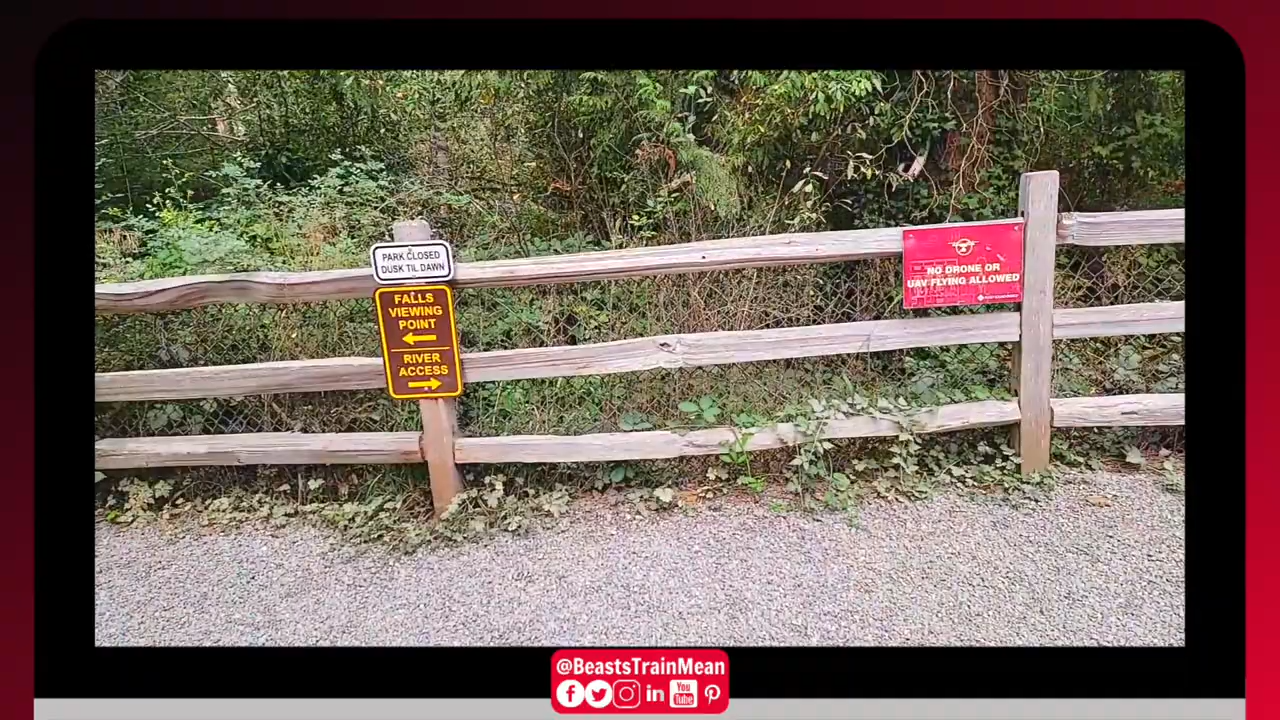 PARK CLOSED
DUSK TIL DAWN
FALLS
VIEWING
POINT
RIVER
ACCESS
NO DRONE OR
UAV FLYING ALLOWED
@BeastsTrainMean
You
Tube